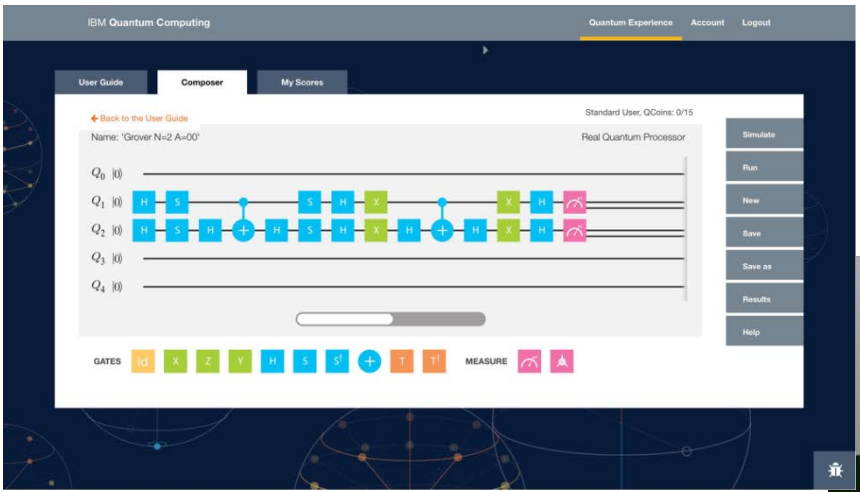 IBM Quantum Computing
Quantum Experience Account Logout
User Guide Composer My Scores
Back to the User Guide
Standard User, QCoins: 0/15
Name: 'Grover N=2 A=00'
Real Quantum Processor
Simulate
Run
New
Save
Save as
Results
Help
Q0 |0⟩
Q1 |0⟩ H S S H X X H
Q2 |0⟩ H S H + H S H X H + H X H
Q3 |0⟩
Q4 |0⟩
GATES Id X Z Y H S S† + T T† MEASURE